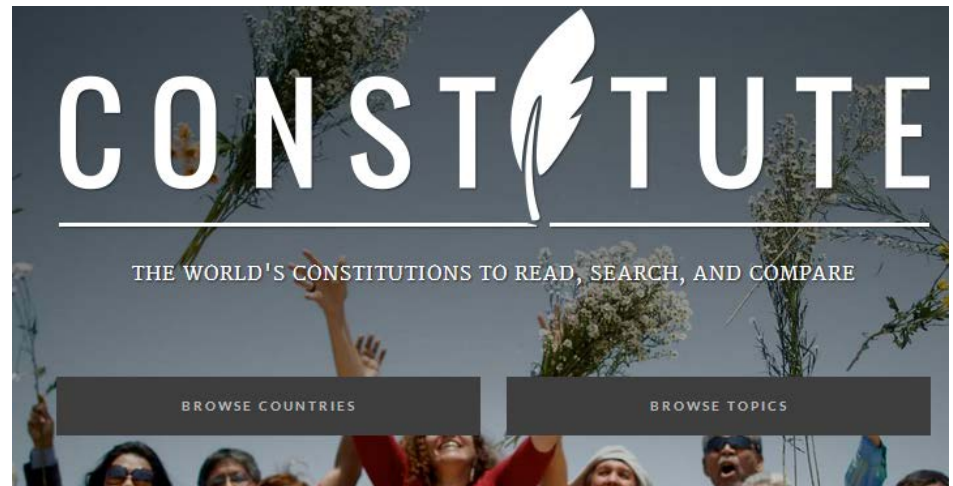 CONSTITUTE
THE WORLD'S CONSTITUTIONS TO READ, SEARCH, AND COMPARE
BROWSE COUNTRIES
BROWSE TOPICS